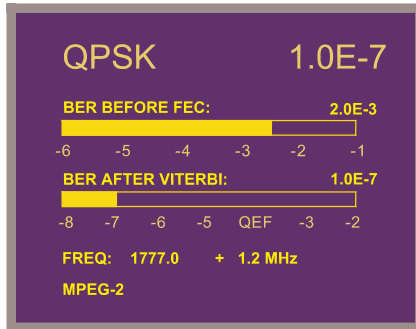 QPSK 1.0E-7
BER BEFORE FEC: 2.0E-3
-6 -5 -4 -3 -2 -1
BER AFTER VITERBI: 1.0E-7
-8 -7 -6 -5 QEF -3 -2
FREQ: 1777.0 + 1.2 MHz
MPEG-2